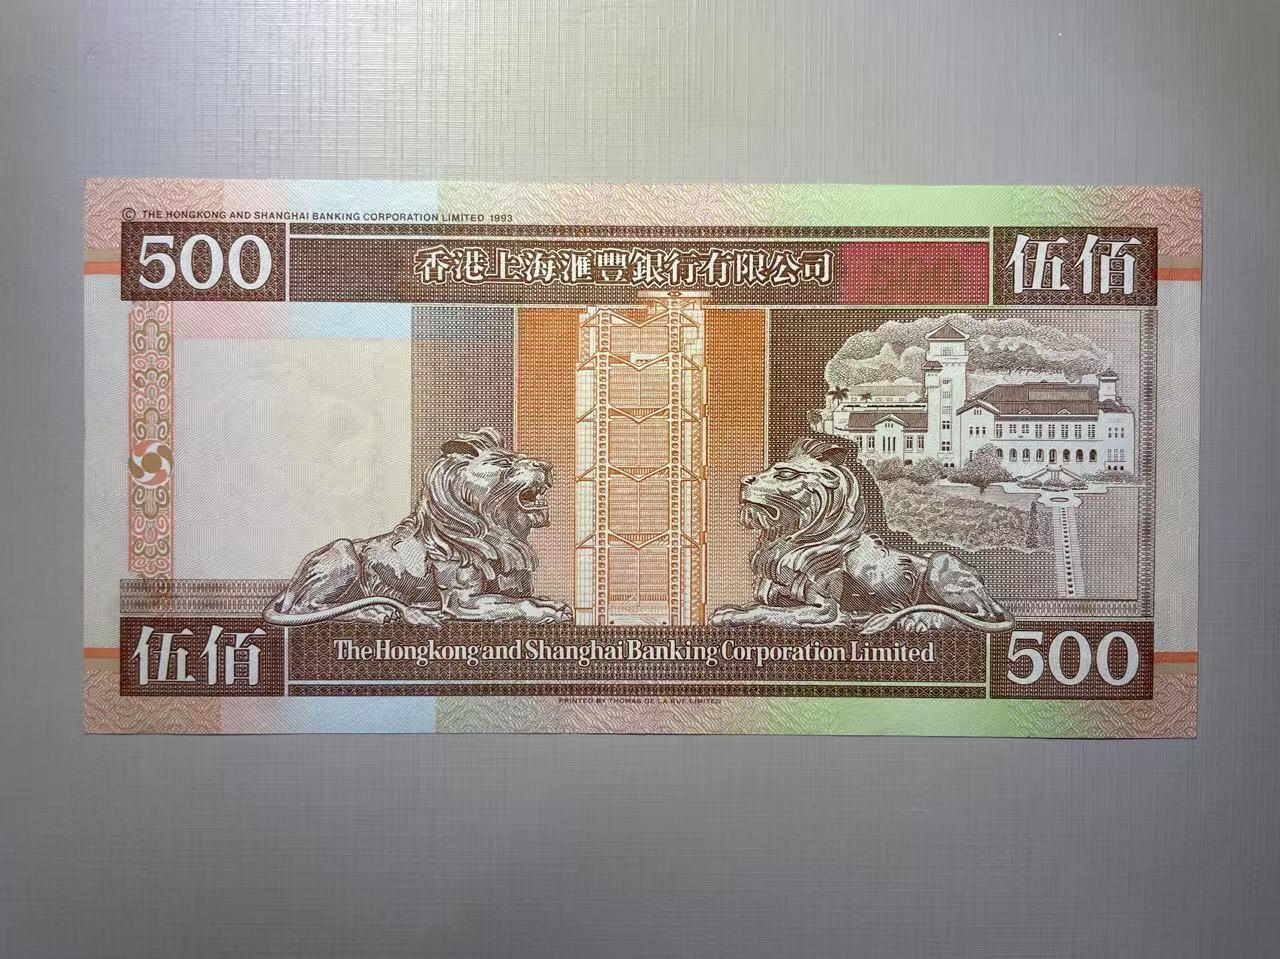 © THE HONGKONG AND SHANGHAI BANKING CORPORATION LIMITED 1993
500
香港上海滙豐銀行有限公司
伍佰
伍佰
The Hongkong and Shanghai Banking Corporation Limited
500
PRINTED BY THOMAS DE LA RUE LIMITED